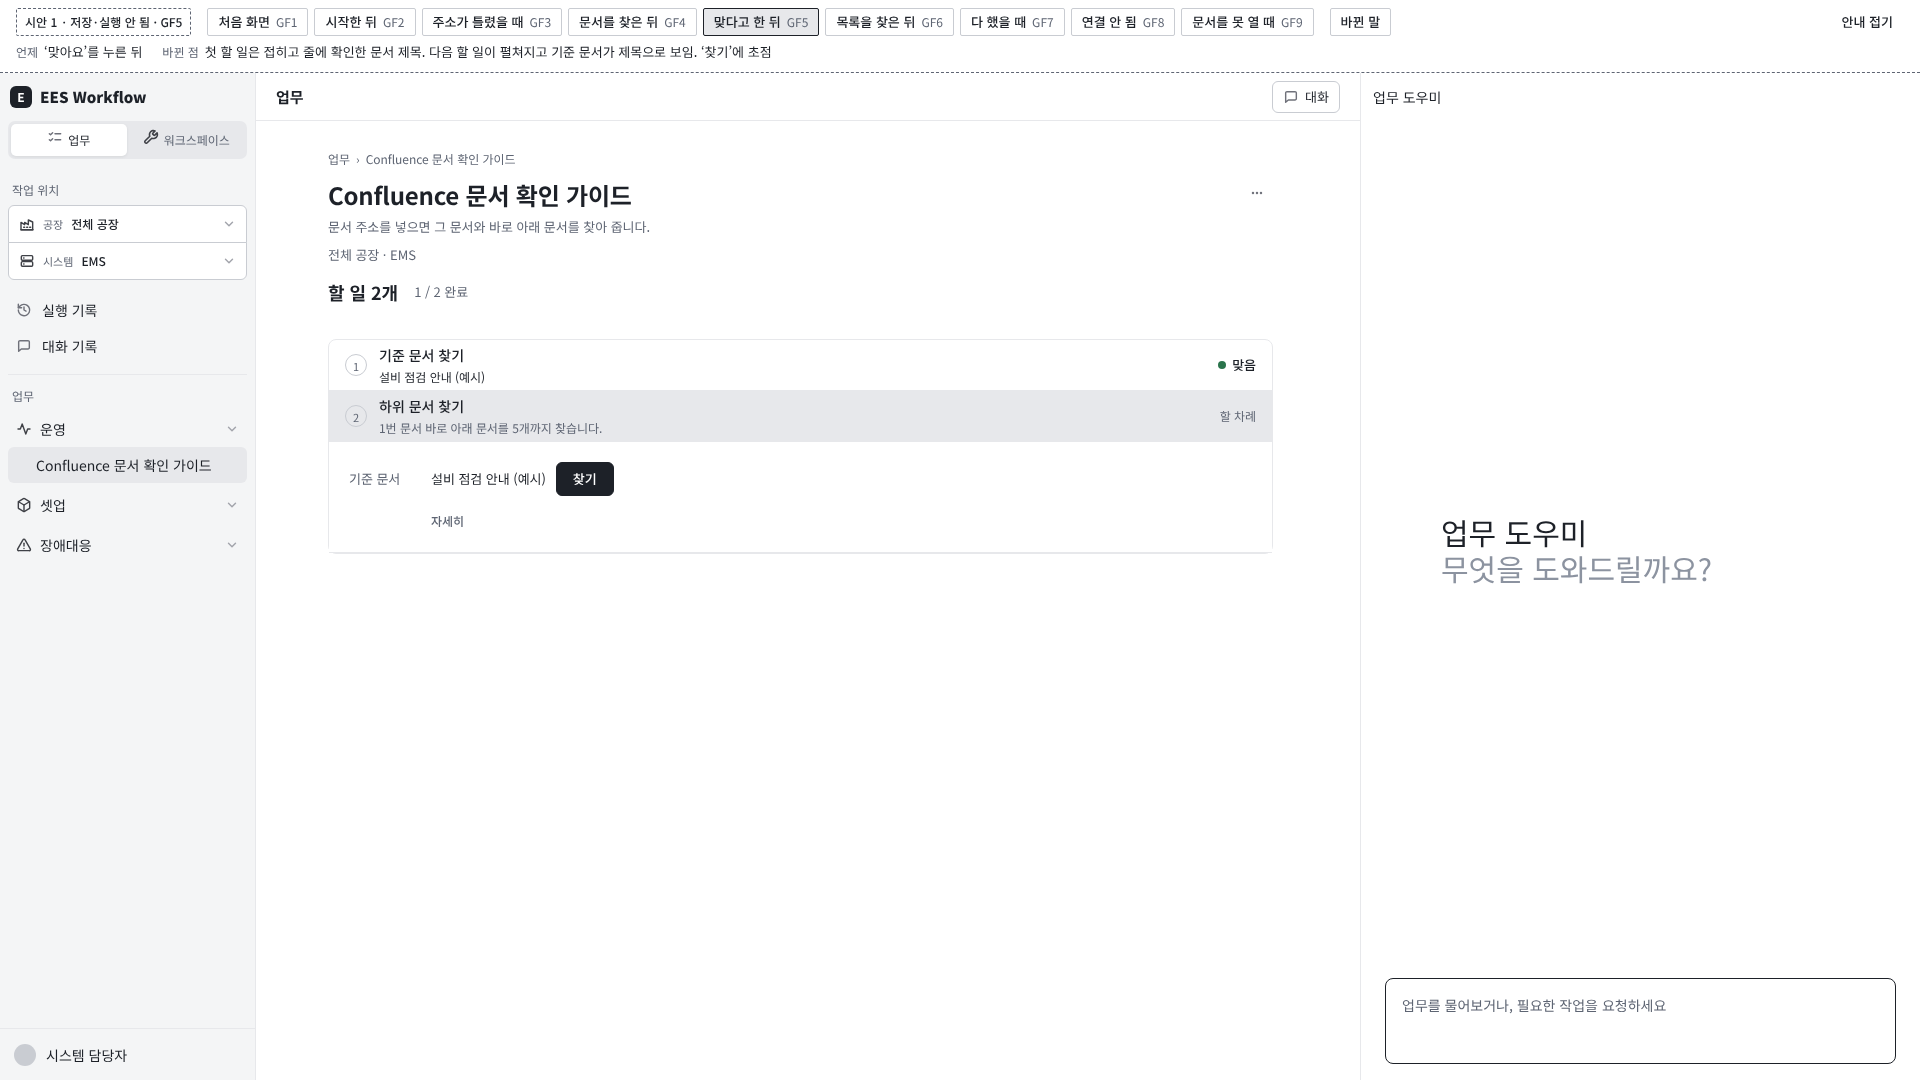 시안 1 · 저장·실행 안 됨 · GF5
처음 화면 GF1
시작한 뒤 GF2
주소가 틀렸을 때 GF3
문서를 찾은 뒤 GF4
맞다고 한 뒤 GF5
목록을 찾은 뒤 GF6
다 했을 때 GF7
연결 안 됨 GF8
문서를 못 열 때 GF9
바뀐 말
안내 접기
언제 ‘맞아요’를 누른 뒤 바뀐 점 첫 할 일은 접히고 줄에 확인한 문서 제목. 다음 할 일이 펼쳐지고 기준 문서가 제목으로 보임. ‘찾기’에 초점
E EES Workflow
업무
워크스페이스
작업 위치
공장 전체 공장
시스템 EMS
실행 기록
대화 기록
업무
운영
Confluence 문서 확인 가이드
셋업
장애대응
시스템 담당자
업무
대화
업무 › Confluence 문서 확인 가이드
Confluence 문서 확인 가이드
···
문서 주소를 넣으면 그 문서와 바로 아래 문서를 찾아 줍니다.
전체 공장 · EMS
할 일 2개 1 / 2 완료
1 기준 문서 찾기
설비 점검 안내 (예시)
맞음
2 하위 문서 찾기
1번 문서 바로 아래 문서를 5개까지 찾습니다.
할 차례
기준 문서 설비 점검 안내 (예시) 찾기
자세히
업무 도우미
업무 도우미
무엇을 도와드릴까요?
업무를 물어보거나, 필요한 작업을 요청하세요